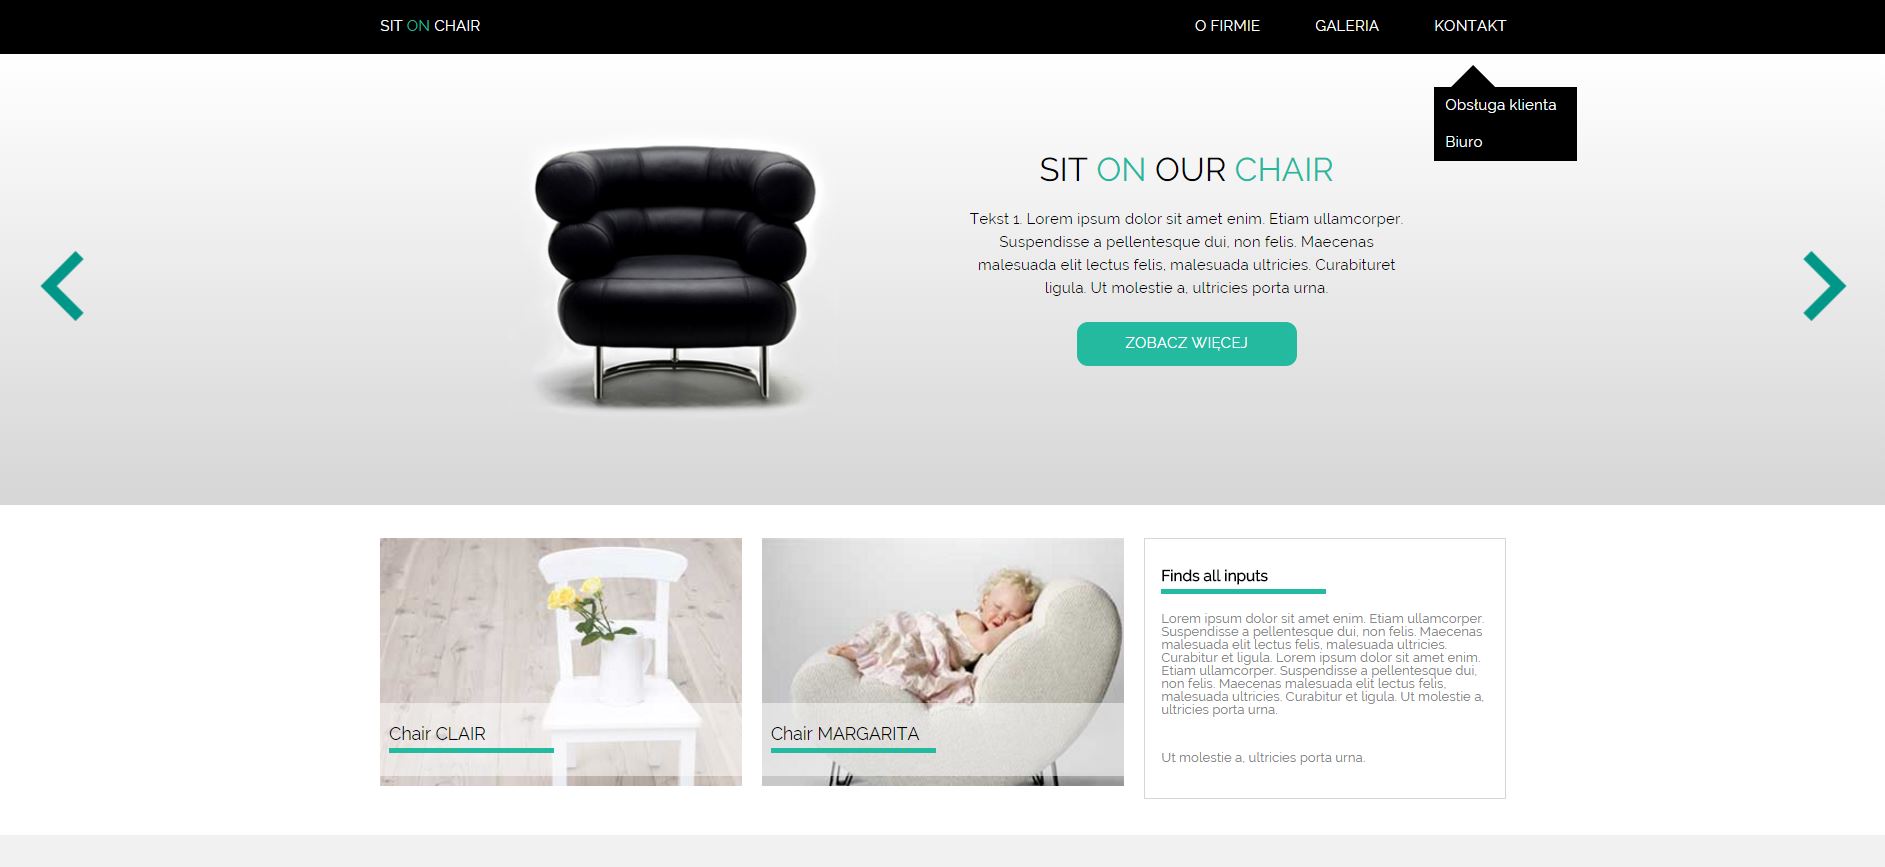 SIT ON CHAIR
O FIRMIE
GALERIA
KONTAKT
Obsługa klienta
Biuro
SIT ON OUR CHAIR
Tekst 1. Lorem ipsum dolor sit amet enim. Etiam ullamcorper.
Suspendisse a pellentesque dui, non felis. Maecenas
malesuada elit lectus felis, malesuada ultricies. Curabituret
ligula. Ut molestie a, ultricies porta urna.
ZOBACZ WIĘCEJ
Chair CLAIR
Chair MARGARITA
Finds all inputs
Lorem ipsum dolor sit amet enim. Etiam ullamcorper.
Suspendisse a pellentesque dui, non felis. Maecenas
malesuada elit lectus felis, malesuada ultricies.
Curabitur et ligula. Lorem ipsum dolor sit amet enim.
Etiam ullamcorper. Suspendisse a pellentesque dui,
non felis. Maecenas malesuada elit lectus felis,
malesuada ultricies. Curabitur et ligula. Ut molestie a,
ultricies porta urna.
Ut molestie a, ultricies porta urna.